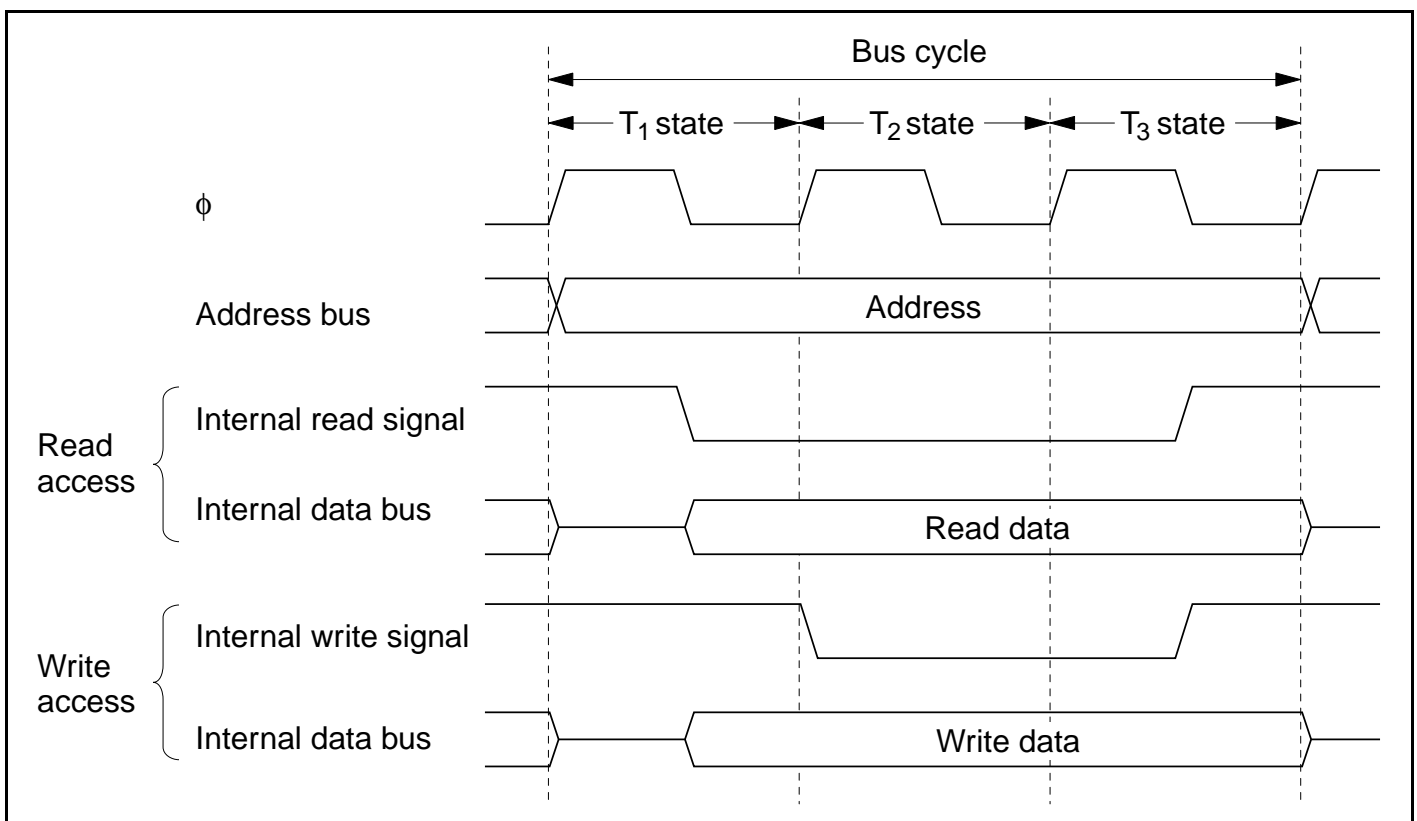 Bus cycle
T₁ state
T₂ state
T₃ state
ϕ
Address bus
Address
Read
access
Internal read signal
Internal data bus
Read data
Write
access
Internal write signal
Internal data bus
Write data